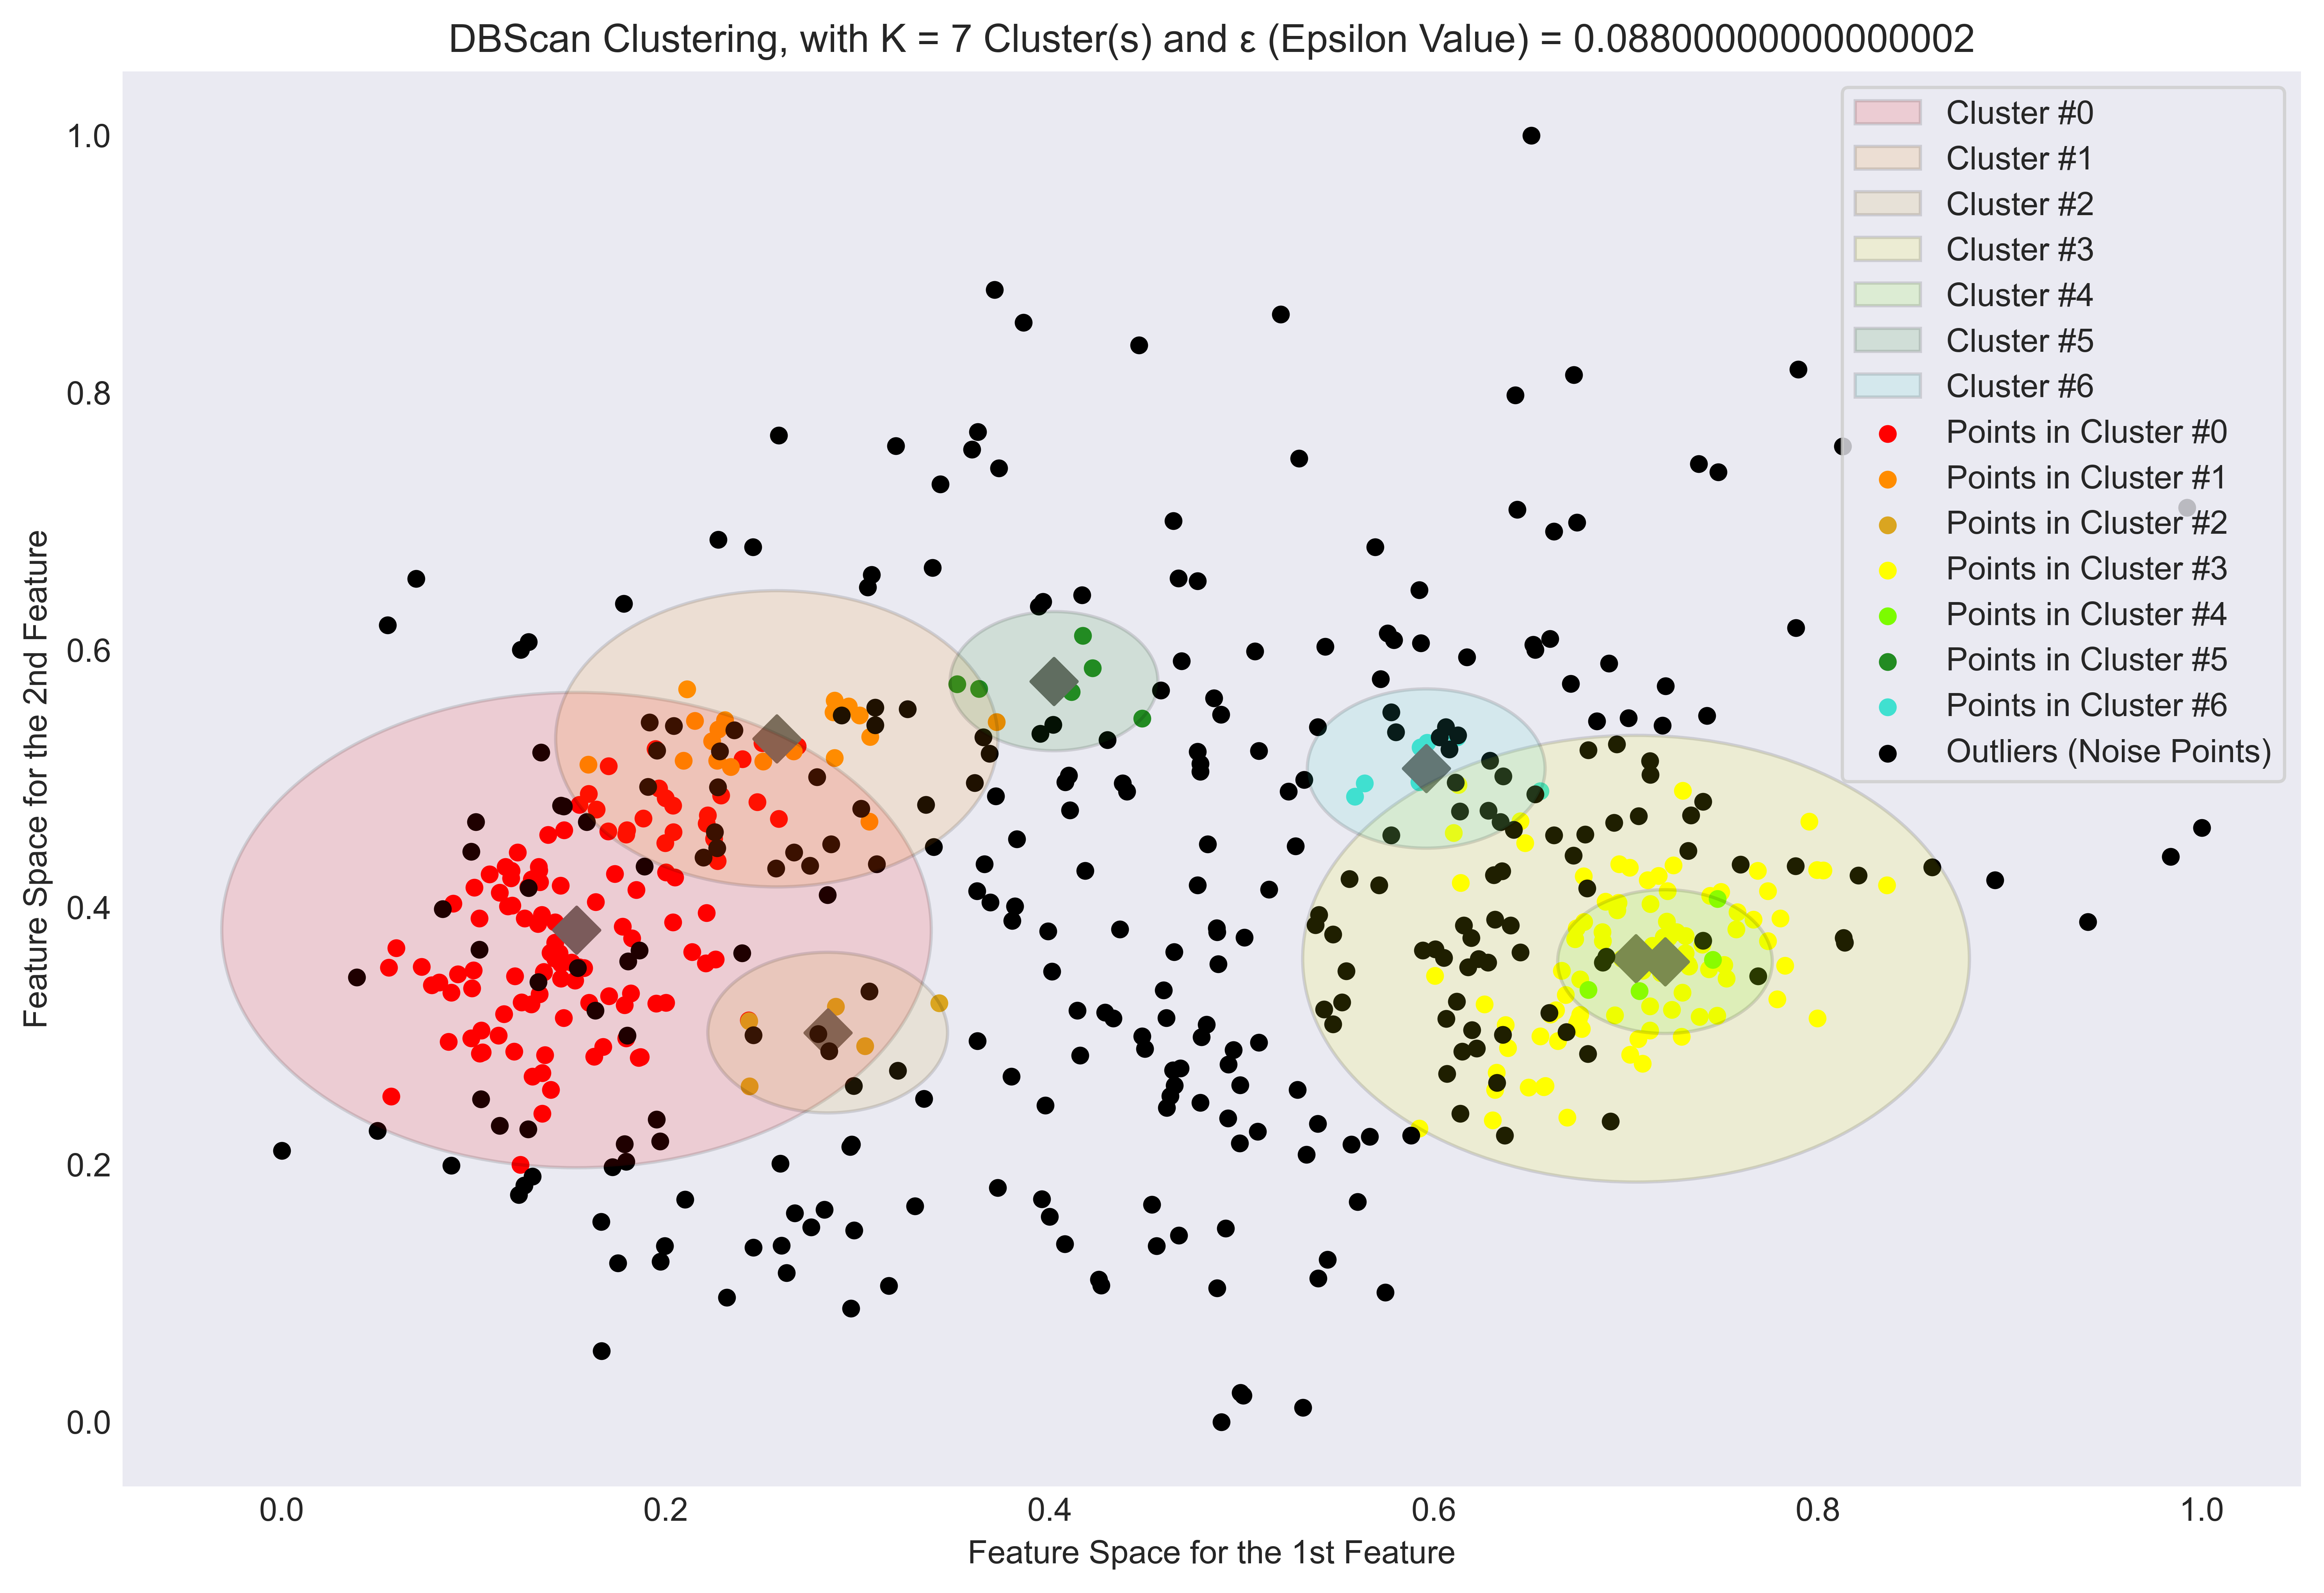 DBScan Clustering, with K = 7 Cluster(s) and ε (Epsilon Value) = 0.08800000000000002
Cluster #0
Cluster #1
Cluster #2
Cluster #3
Cluster #4
Cluster #5
Cluster #6
Points in Cluster #0
Points in Cluster #1
Points in Cluster #2
Points in Cluster #3
Points in Cluster #4
Points in Cluster #5
Points in Cluster #6
Outliers (Noise Points)
1.0
0.8
0.6
0.4
0.2
0.0
Feature Space for the 2nd Feature
0.0 0.2 0.4 0.6 0.8 1.0
Feature Space for the 1st Feature